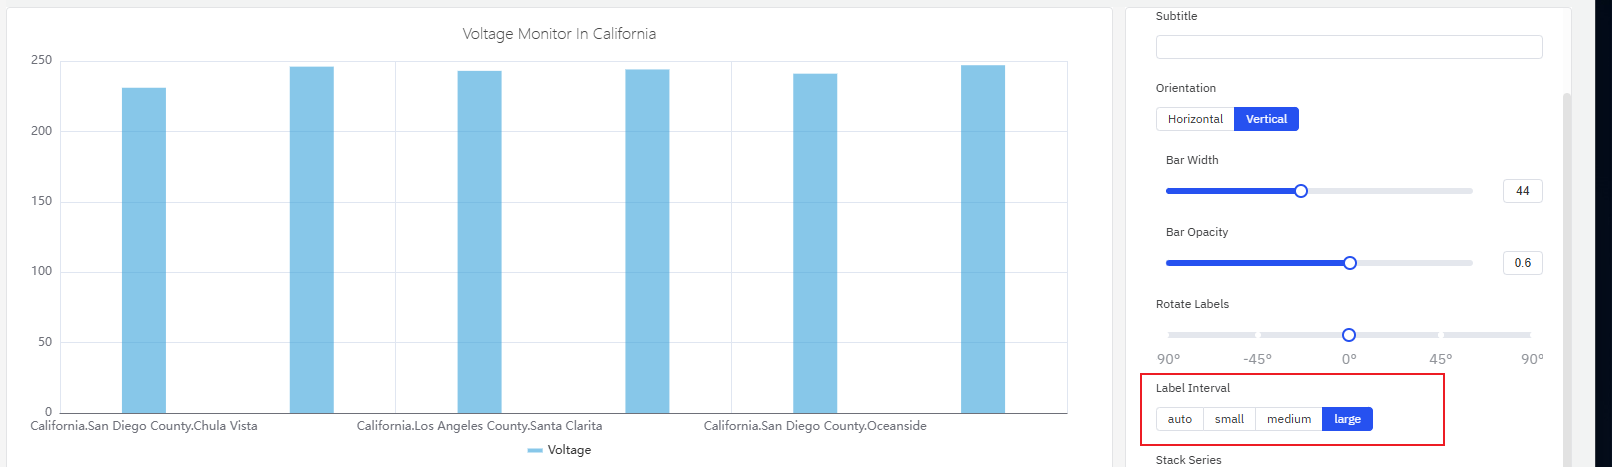 Voltage Monitor In California
250
200
150
100
50
0
California.San Diego County.Chula Vista
California.Los Angeles County.Santa Clarita
California.San Diego County.Oceanside
Voltage
Subtitle
Orientation
Horizontal Vertical
Bar Width
44
Bar Opacity
0.6
Rotate Labels
90° -45° 0° 45° 90°
Label Interval
auto small medium large
Stack Series